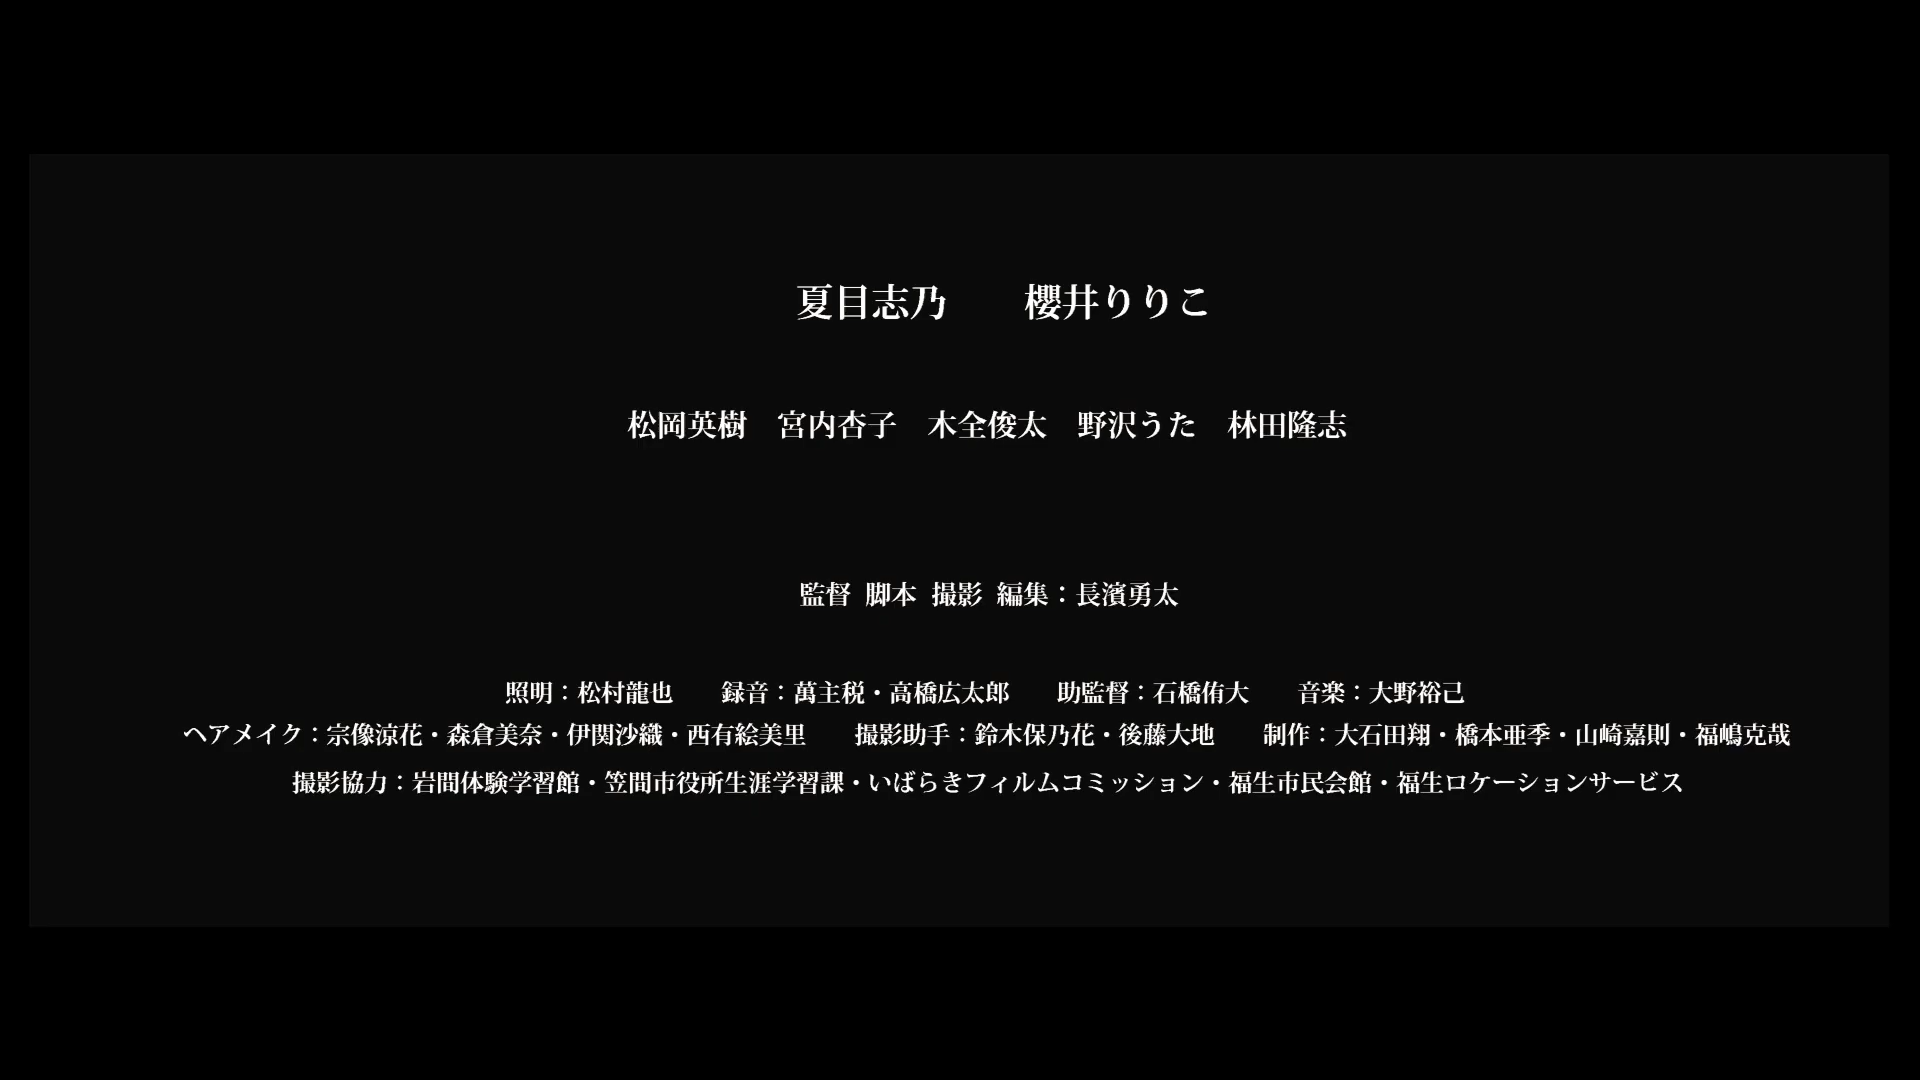 夏目志乃　　櫻井りりこ
松岡英樹　宮内杏子　木全俊太　野沢うた　林田隆志
監督 脚本 撮影 編集：長濱勇太
照明：松村龍也　　録音：萬主税・高橋広太郎　　助監督：石橋侑大　　音楽：大野裕己
ヘアメイク：宗像涼花・森倉美奈・伊関沙織・西有絵美里　　撮影助手：鈴木保乃花・後藤大地　　制作：大石田翔・橋本亜季・山崎嘉則・福嶋克哉
撮影協力：岩間体験学習館・笠間市役所生涯学習課・いばらきフィルムコミッション・福生市民会館・福生ロケーションサービス